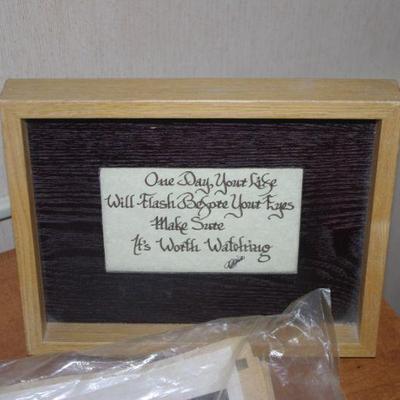 One Day, Your Life
Will Flash Before Your Eyes
Make Sure
It's Worth Watching